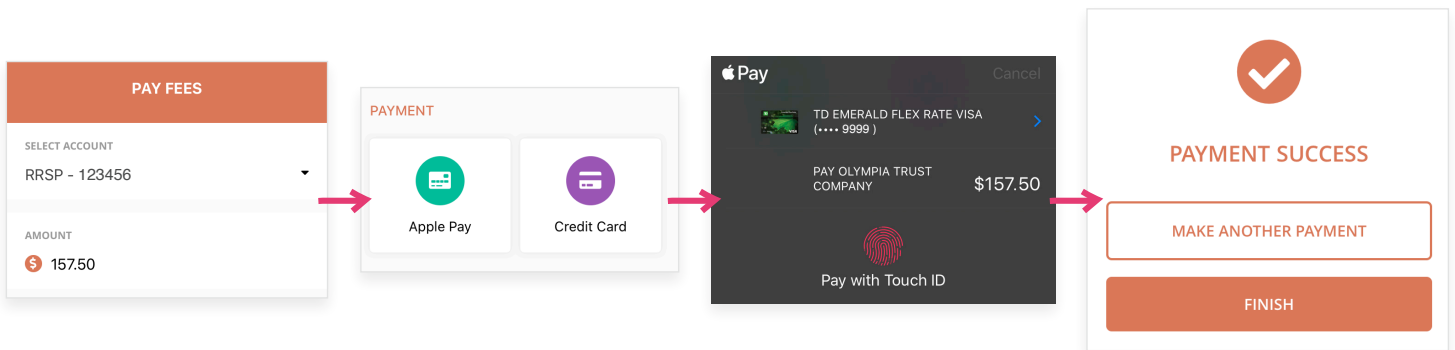 PAY FEES
SELECT ACCOUNT
RRSP - 123456
AMOUNT
$ 157.50
PAYMENT
Apple Pay
Credit Card
Pay
Cancel
TD EMERALD FLEX RATE VISA
(•••• 9999 )
PAY OLYMPIA TRUST
COMPANY
$157.50
Pay with Touch ID
PAYMENT SUCCESS
MAKE ANOTHER PAYMENT
FINISH